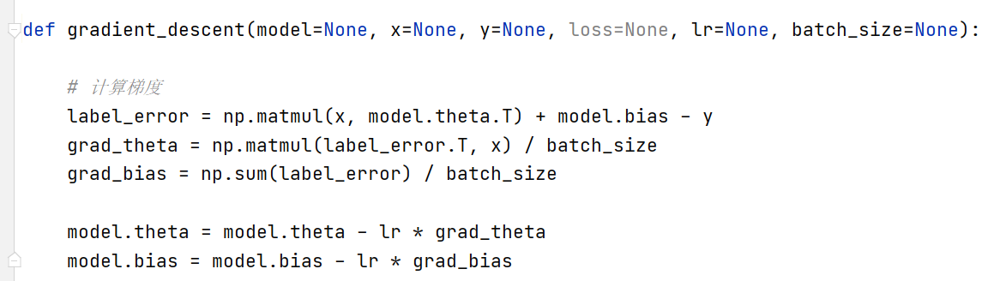 def gradient_descent(model=None, x=None, y=None, loss=None, lr=None, batch_size=None):
# 计算梯度
label_error = np.matmul(x, model.theta.T) + model.bias - y
grad_theta = np.matmul(label_error.T, x) / batch_size
grad_bias = np.sum(label_error) / batch_size
model.theta = model.theta - lr * grad_theta
model.bias = model.bias - lr * grad_bias